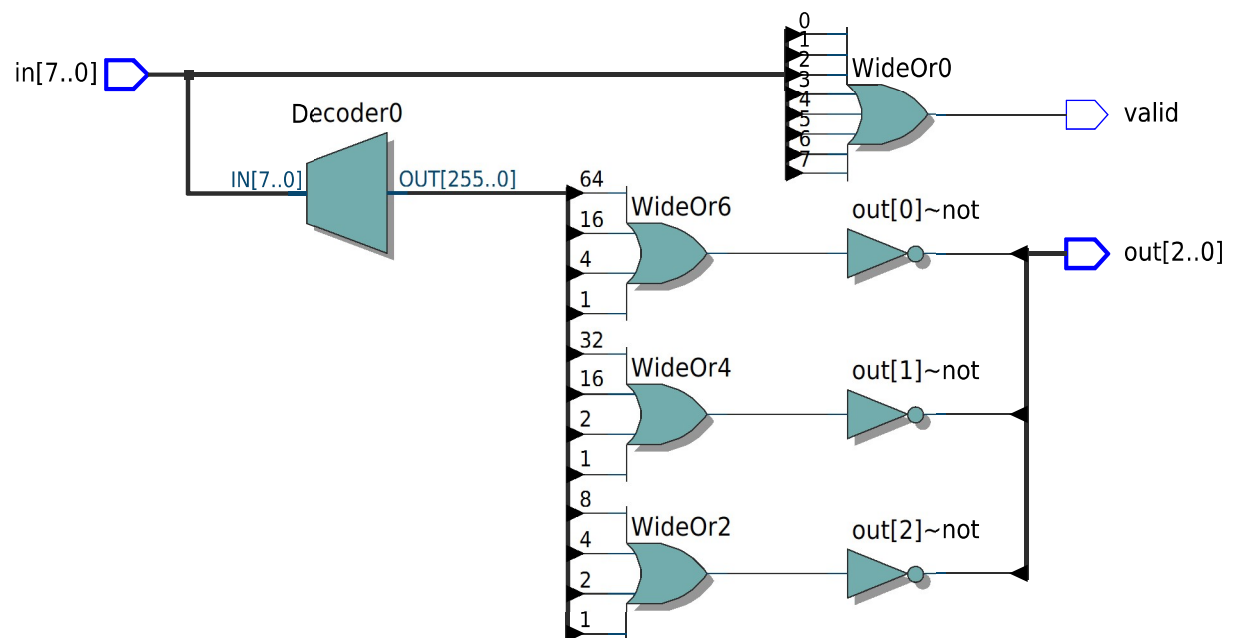 in[7..0]
0
1
2
3
4
5
6
7
WideOr0
valid
Decoder0
IN[7..0]
OUT[255..0]
64
16
4
1
WideOr6
out[0]~not
out[2..0]
32
16
2
1
WideOr4
out[1]~not
8
4
2
1
WideOr2
out[2]~not